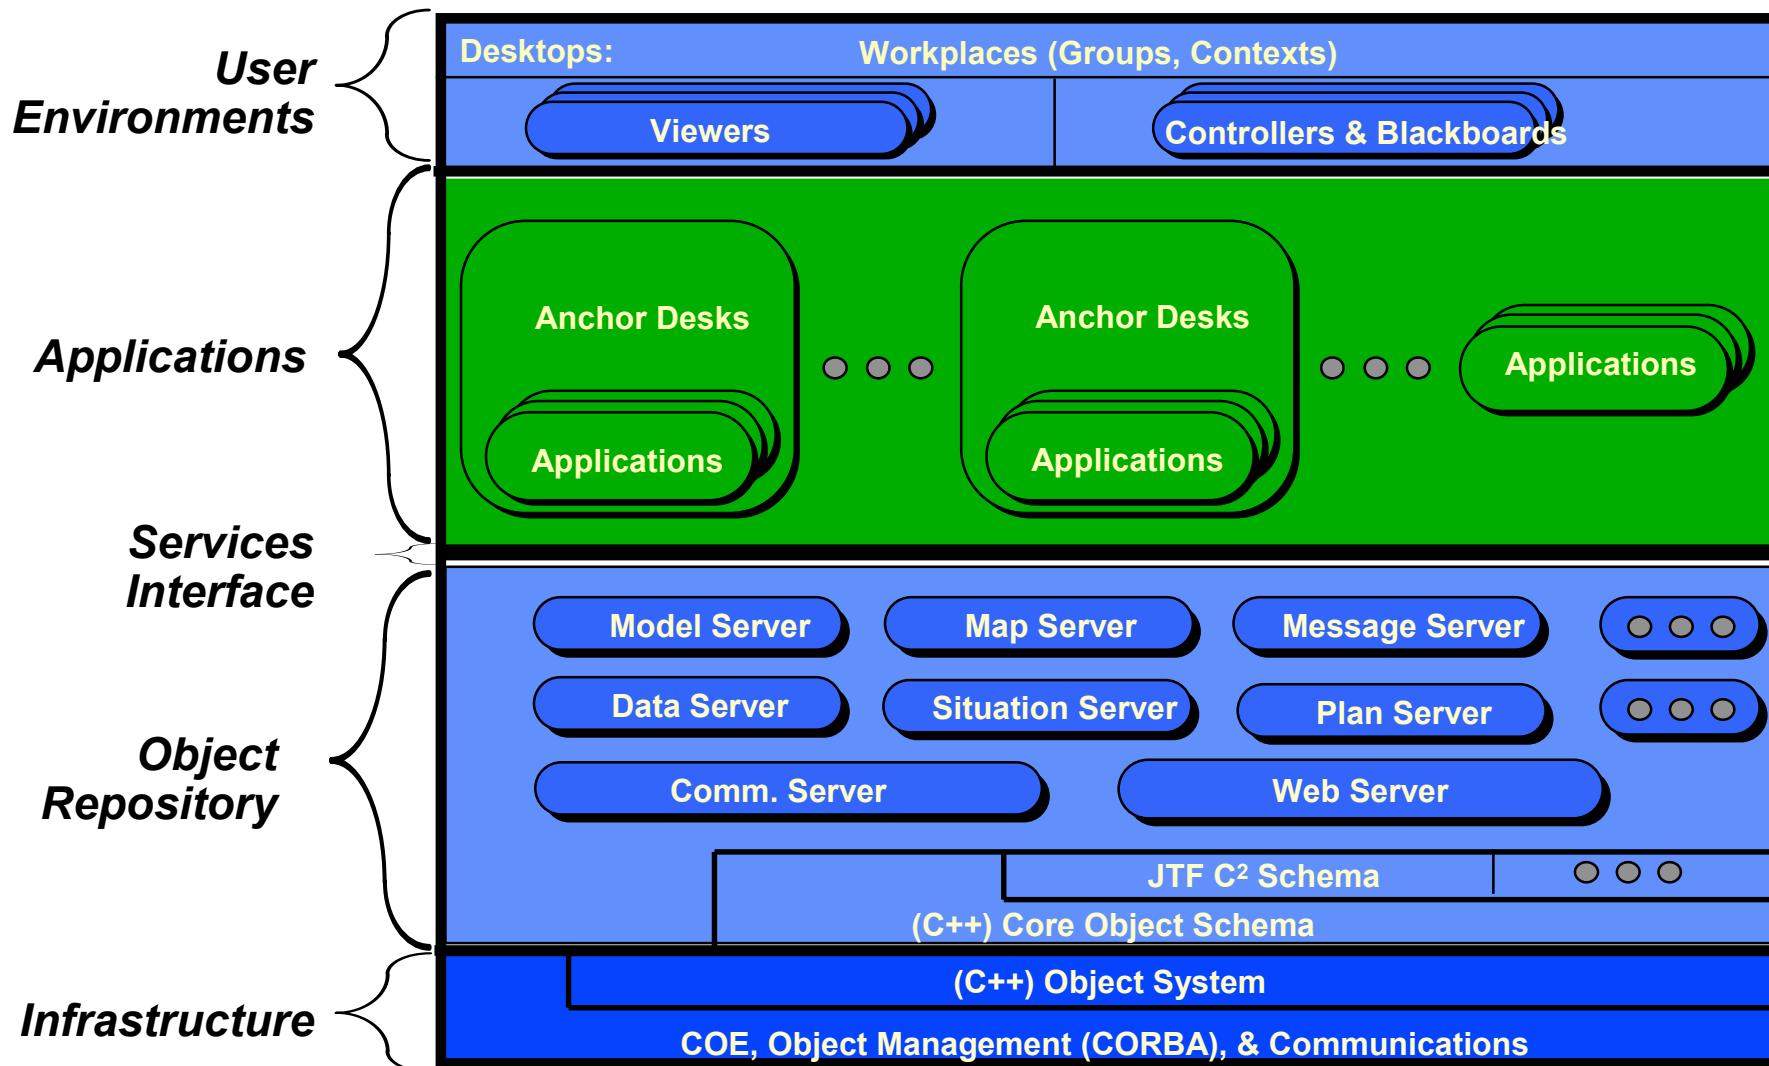 User
Environments
Desktops:
Workplaces (Groups, Contexts)
Viewers
Controllers & Blackboards
Applications
Anchor Desks
Applications
Anchor Desks
Applications
Applications
Services
Interface
Object
Repository
Model Server
Map Server
Message Server
Data Server
Situation Server
Plan Server
Comm. Server
Web Server
JTF C² Schema
(C++) Core Object Schema
Infrastructure
(C++) Object System
COE, Object Management (CORBA), & Communications